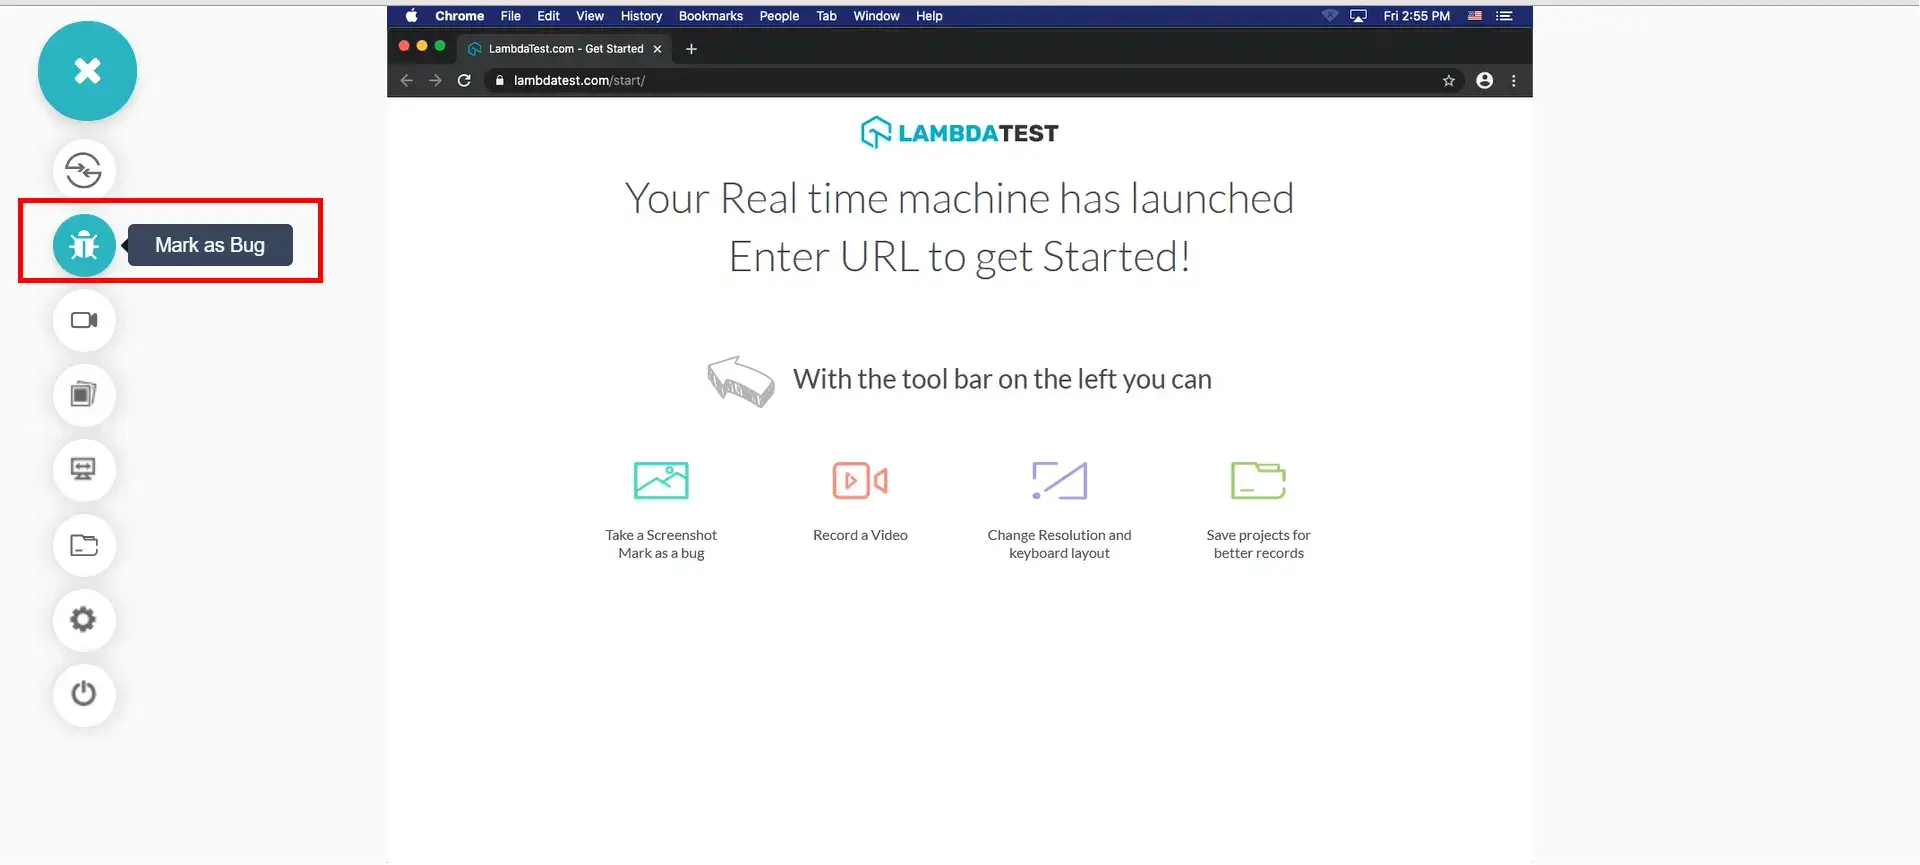 Chrome File Edit View History Bookmarks People Tab Window Help Fri 2:55 PM
LambdaTest.com - Get Started
lambdatest.com/start/
Mark as Bug
LAMBDATEST
Your Real time machine has launched
Enter URL to get Started!
With the tool bar on the left you can
Take a Screenshot
Mark as a bug
Record a Video
Change Resolution and
keyboard layout
Save projects for
better records